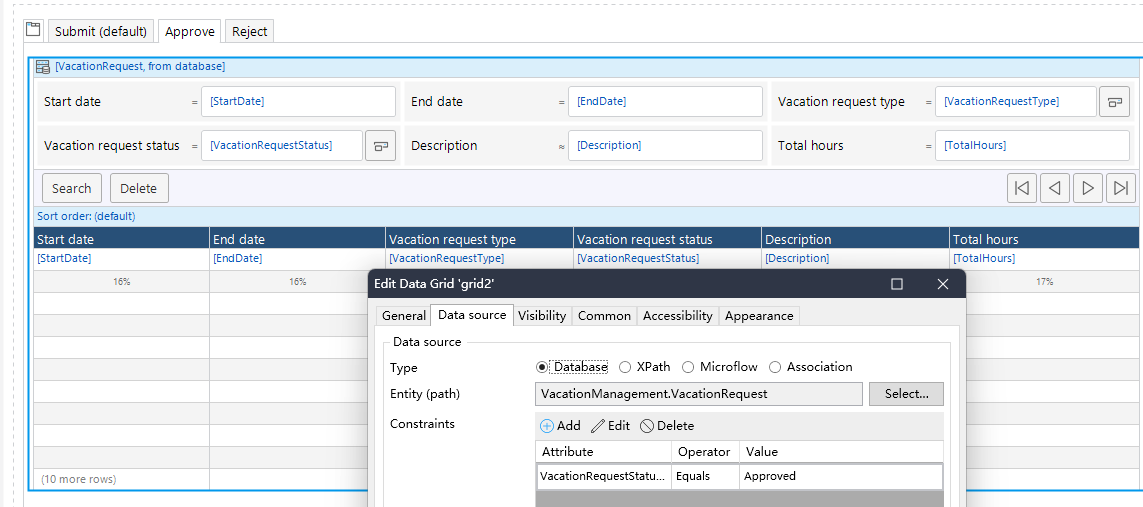 Submit (default) Approve Reject
[VacationRequest, from database]
Start date = [StartDate] End date = [EndDate] Vacation request type = [VacationRequestType]
Vacation request status = [VacationRequestStatus] Description ≈ [Description] Total hours = [TotalHours]
Search Delete
Sort order: (default)
Start date End date Vacation request type Vacation request status Description Total hours
[StartDate] [EndDate] [VacationRequestType] [VacationRequestStatus] [Description] [TotalHours]
16% 16% 17%
Edit Data Grid 'grid2'
General Data source Visibility Common Accessibility Appearance
Data source
Type Database XPath Microflow Association
Entity (path) VacationManagement.VacationRequest Select...
Constraints Add Edit Delete
Attribute Operator Value
VacationRequestStatu... Equals Approved
(10 more rows)